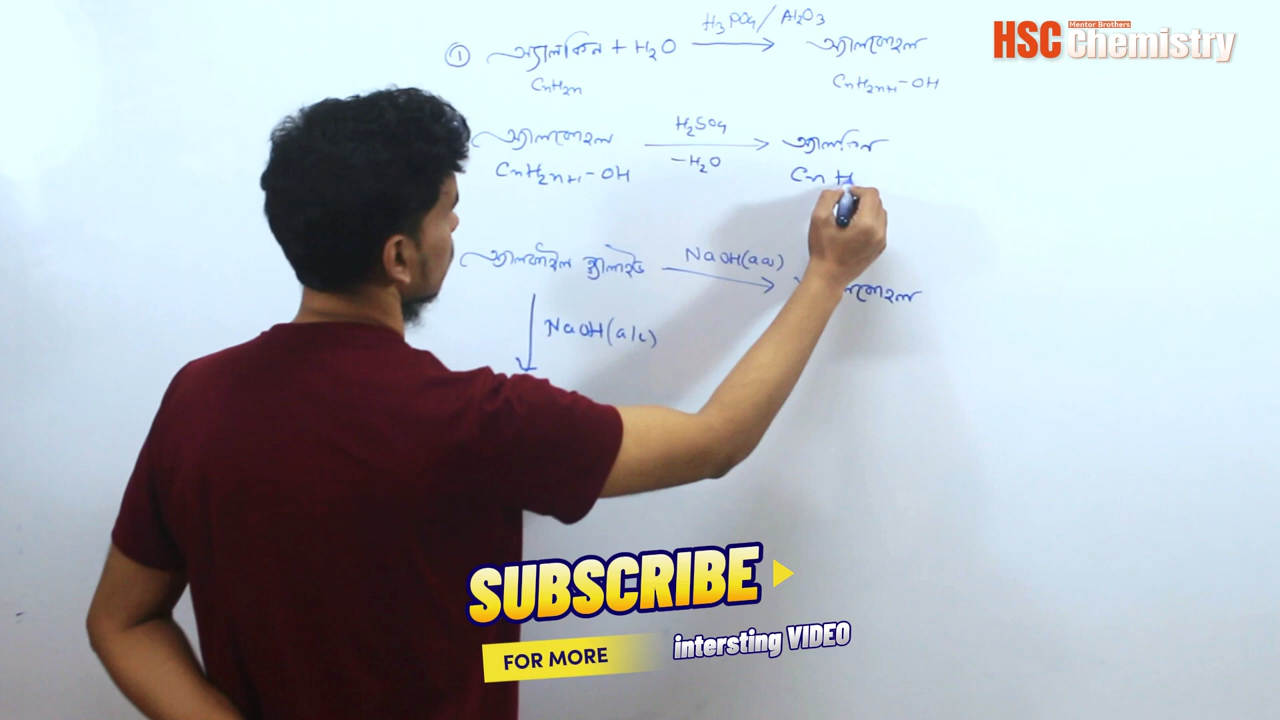 HSC Mentor Brothers Chemistry
① অ্যালকিন + H₂O H₃PO₄/Al₂O₃ অ্যালকোহল
CnH2n CnH2n+1-OH
অ্যালকোহল H₂SO₄ অ্যালকিন
-H₂O
CnH2n+1-OH Cn H
অ্যালকাইল হ্যালাইড NaOH(aq)
NaOH(alc)
SUBSCRIBE
FOR MORE intersting VIDEO